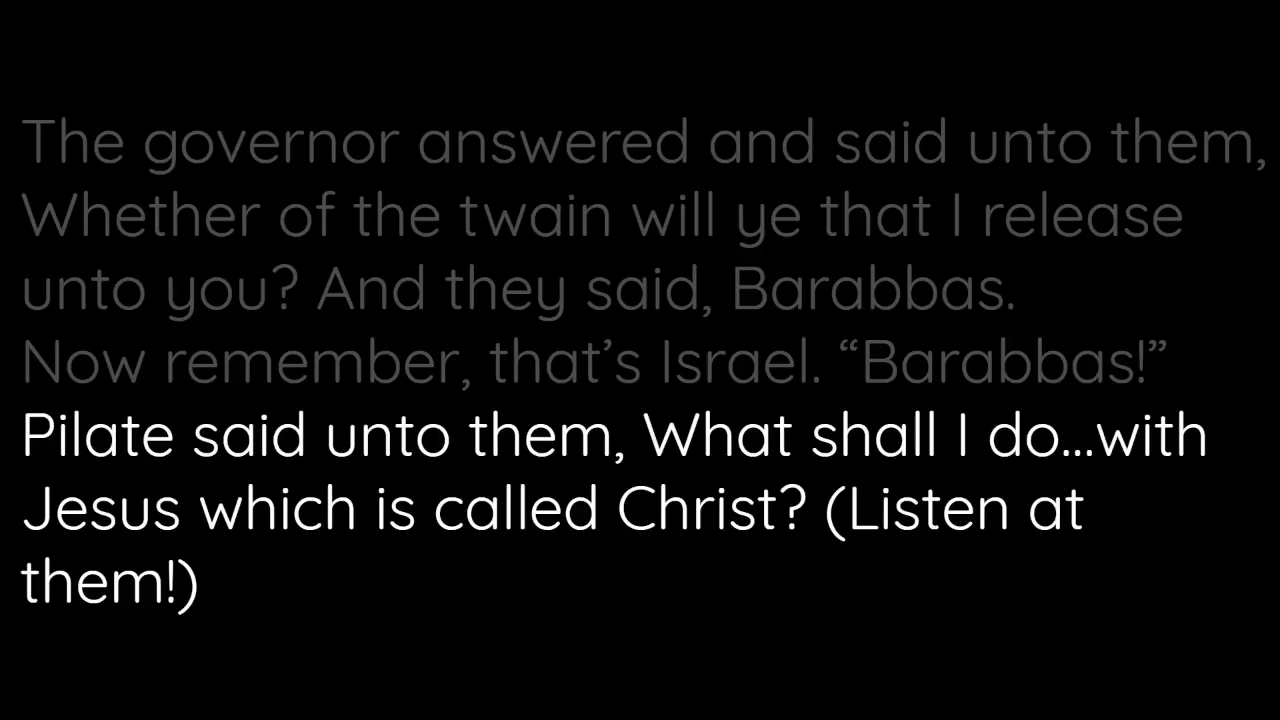 The governor answered and said unto them,
Whether of the twain will ye that I release
unto you? And they said, Barabbas.
Now remember, that’s Israel. “Barabbas!”
Pilate said unto them, What shall I do...with
Jesus which is called Christ? (Listen at
them!)